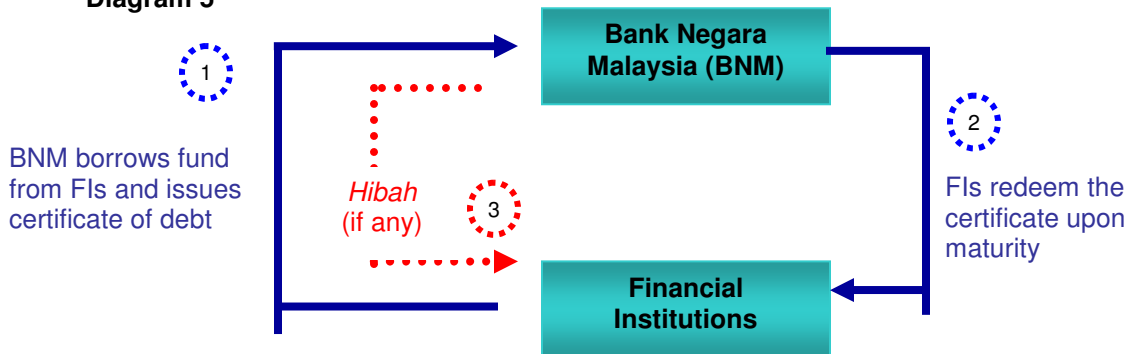 Diagram 5
Bank Negara
Malaysia (BNM)
1
2
BNM borrows fund
from FIs and issues
certificate of debt
Hibah
(if any)
3
FIs redeem the
certificate upon
maturity
Financial
Institutions